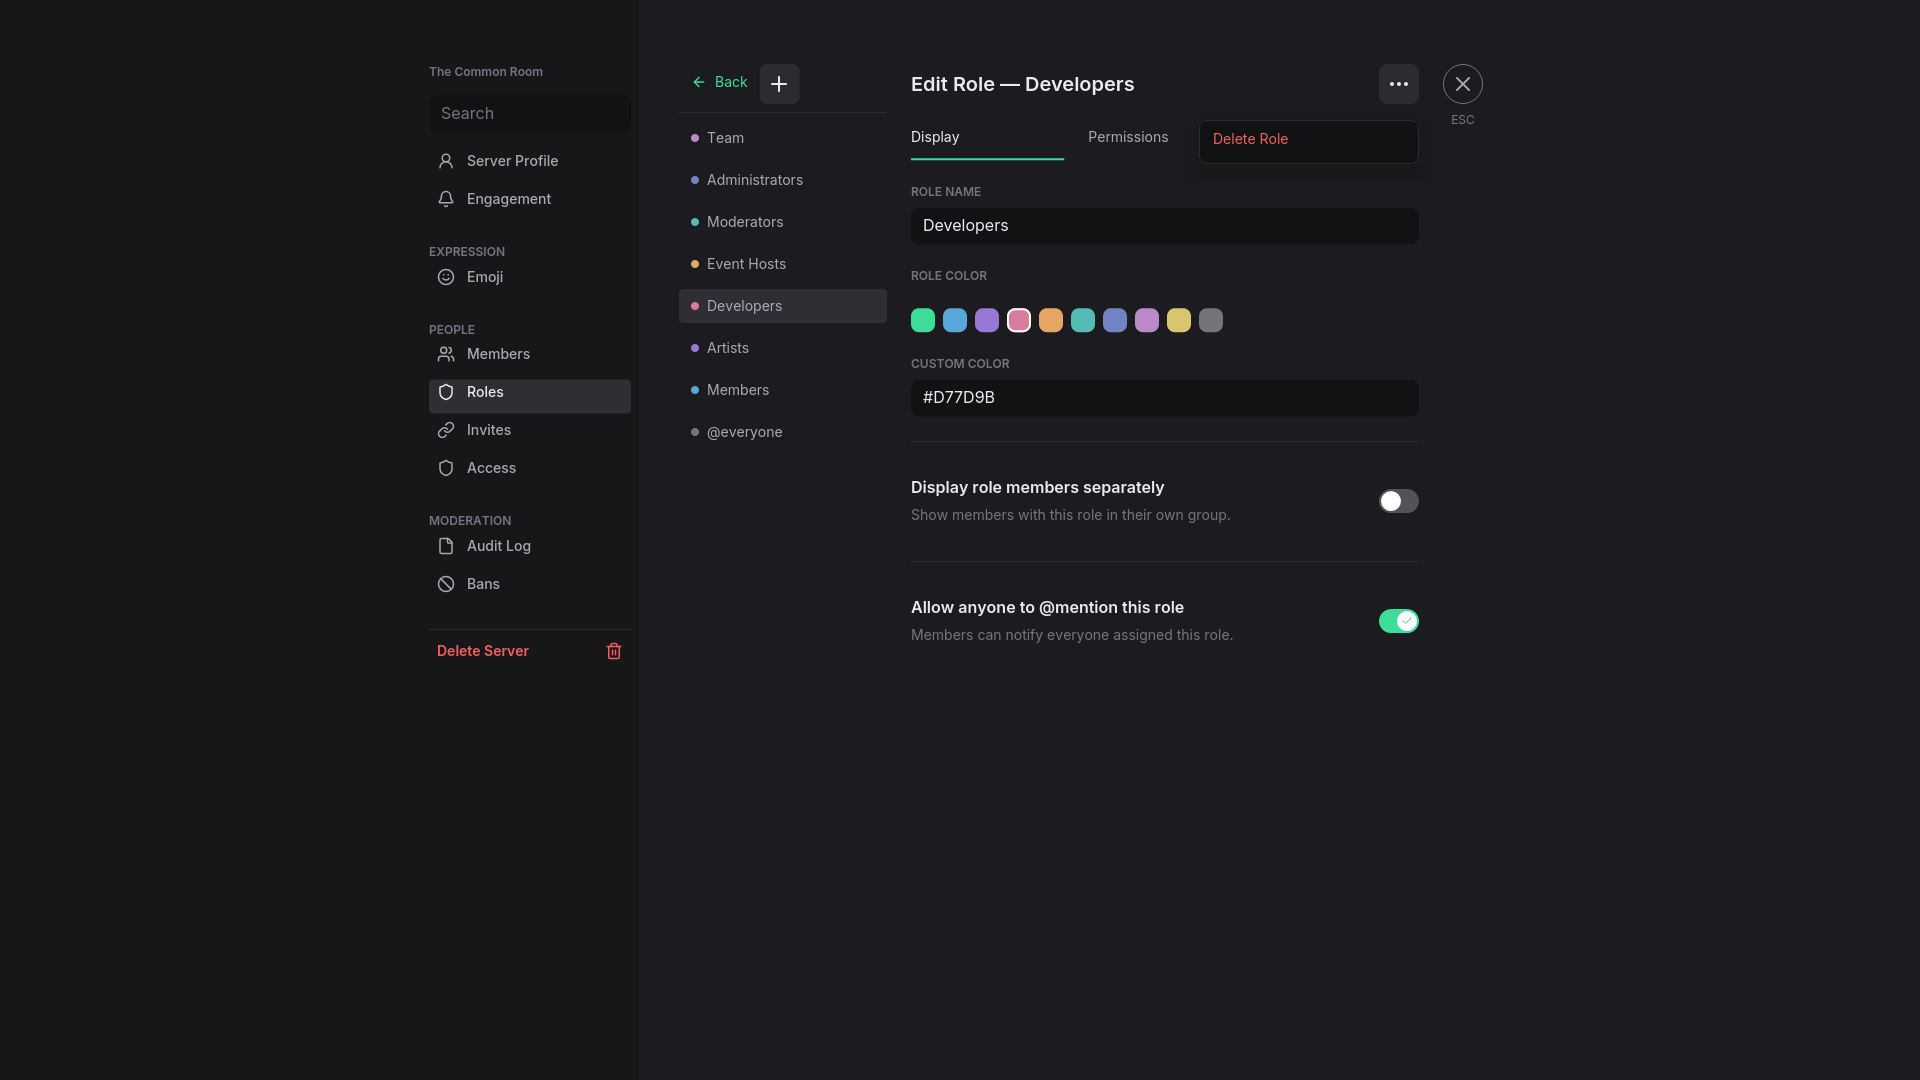 The Common Room
Search
Server Profile
Engagement
EXPRESSION
Emoji
PEOPLE
Members
Roles
Invites
Access
MODERATION
Audit Log
Bans
Delete Server
Back
Team
Administrators
Moderators
Event Hosts
Developers
Artists
Members
@everyone
Edit Role — Developers
ESC
Display
Permissions
Delete Role
ROLE NAME
Developers
ROLE COLOR
CUSTOM COLOR
#D77D9B
Display role members separately
Show members with this role in their own group.
Allow anyone to @mention this role
Members can notify everyone assigned this role.